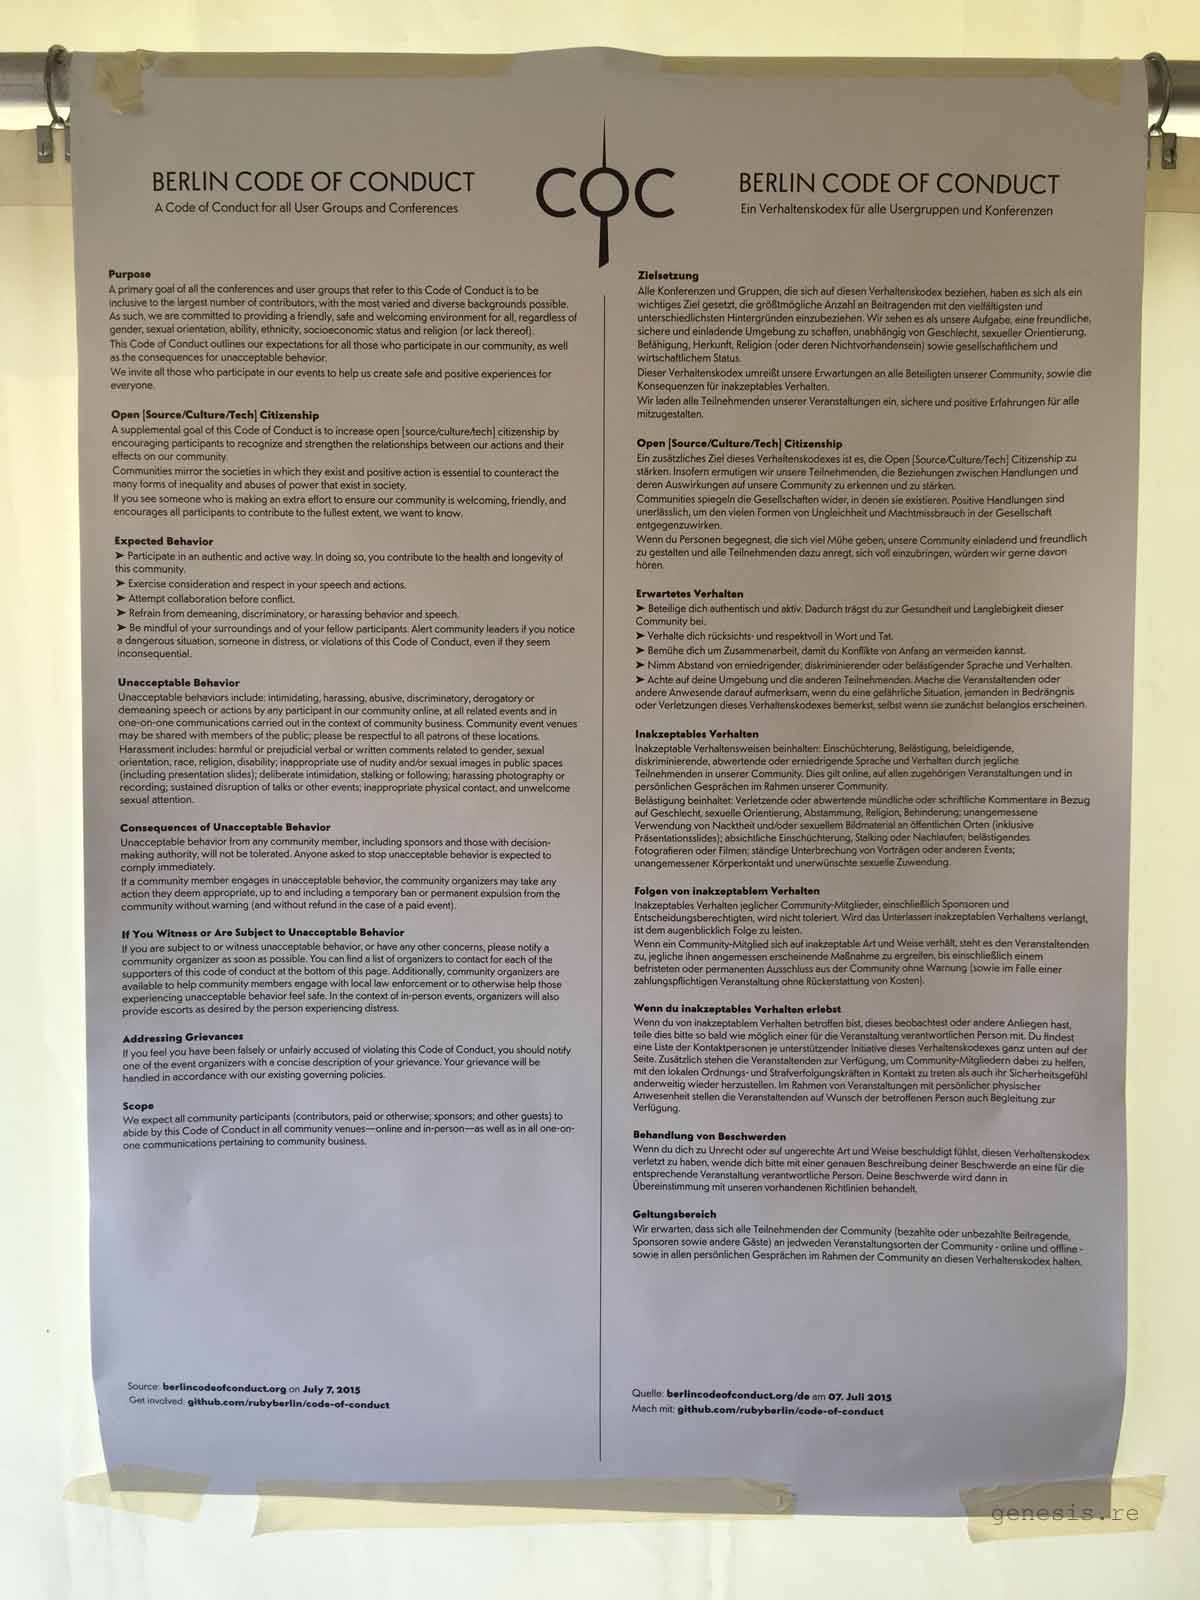 BERLIN CODE OF CONDUCT
A Code of Conduct for all User Groups and Conferences
COC
BERLIN CODE OF CONDUCT
Ein Verhaltenskodex für alle Usergruppen und Konferenzen
Purpose
A primary goal of all the conferences and user groups that refer to this Code of Conduct is to be
inclusive to the largest number of contributors, with the most varied and diverse backgrounds possible.
As such, we are committed to providing a friendly, safe and welcoming environment for all, regardless of
gender, sexual orientation, ability, ethnicity, socioeconomic status and religion (or lack thereof).
This Code of Conduct outlines our expectations for all those who participate in our community, as well
as the consequences for unacceptable behavior.
We invite all those who participate in our events to help us create safe and positive experiences for
everyone.
Open [Source/Culture/Tech] Citizenship
A supplemental goal of this Code of Conduct is to increase open [source/culture/tech] citizenship by
encouraging participants to recognize and strengthen the relationships between our actions and their
effects on our community.
Communities mirror the societies in which they exist and positive action is essential to counteract the
many forms of inequality and abuses of power that exist in society.
If you see someone who is making an extra effort to ensure our community is welcoming, friendly, and
encourages all participants to contribute to the fullest extent, we want to know.
Expected Behavior
➤ Participate in an authentic and active way. In doing so, you contribute to the health and longevity of
this community.
➤ Exercise consideration and respect in your speech and actions.
➤ Attempt collaboration before conflict.
➤ Refrain from demeaning, discriminatory, or harassing behavior and speech.
➤ Be mindful of your surroundings and of your fellow participants. Alert community leaders if you notice
a dangerous situation, someone in distress, or violations of this Code of Conduct, even if they seem
inconsequential.
Unacceptable Behavior
Unacceptable behaviors include: intimidating, harassing, abusive, discriminatory, derogatory or
demeaning speech or actions by any participant in our community online, at all related events and in
one-on-one communications carried out in the context of community business. Community event venues
may be shared with members of the public; please be respectful to all patrons of these locations.
Harassment includes: harmful or prejudicial verbal or written comments related to gender, sexual
orientation, race, religion, disability; inappropriate use of nudity and/or sexual images in public spaces
(including presentation slides); deliberate intimidation, stalking or following; harassing photography or
recording; sustained disruption of talks or other events; inappropriate physical contact, and unwelcome
sexual attention.
Consequences of Unacceptable Behavior
Unacceptable behavior from any community member, including sponsors and those with decision-
making authority, will not be tolerated. Anyone asked to stop unacceptable behavior is expected to
comply immediately.
If a community member engages in unacceptable behavior, the community organizers may take any
action they deem appropriate, up to and including a temporary ban or permanent expulsion from the
community without warning (and without refund in the case of a paid event).
If You Witness or Are Subject to Unacceptable Behavior
If you are subject to or witness unacceptable behavior, or have any other concerns, please notify a
community organizer as soon as possible. You can find a list of organizers to contact for each of the
supporters of this code of conduct at the bottom of this page. Additionally, community organizers are
available to help community members engage with local law enforcement or to otherwise help those
experiencing unacceptable behavior feel safe. In the context of in-person events, organizers will also
provide escorts as desired by the person experiencing distress.
Addressing Grievances
If you feel you have been falsely or unfairly accused of violating this Code of Conduct, you should notify
one of the event organizers with a concise description of your grievance. Your grievance will be
handled in accordance with our existing governing policies.
Scope
We expect all community participants (contributors, paid or otherwise; sponsors; and other guests) to
abide by this Code of Conduct in all community venues—online and in-person—as well as in all one-on-
one communications pertaining to community business.
Source: berlincodeofconduct.org on July 7, 2015
Get involved: github.com/rubyberlin/code-of-conduct
Zielsetzung
Alle Konferenzen und Gruppen, die sich auf diesen Verhaltenskodex beziehen, haben es sich als ein
wichtiges Ziel gesetzt, die größtmögliche Anzahl an Beitragenden mit den vielfältigsten und
unterschiedlichsten Hintergründen einzubeziehen. Wir sehen es als unsere Aufgabe, eine freundliche,
sichere und einladende Umgebung zu schaffen, unabhängig von Geschlecht, sexueller Orientierung,
Befähigung, Herkunft, Religion (oder deren Nichtvorhandensein) sowie gesellschaftlichem und
wirtschaftlichem Status.
Dieser Verhaltenskodex umreißt unsere Erwartungen an alle Beteiligten unserer Community, sowie die
Konsequenzen für inakzeptables Verhalten.
Wir laden alle Teilnehmenden unserer Veranstaltungen ein, sichere und positive Erfahrungen für alle
mitzugestalten.
Open [Source/Culture/Tech] Citizenship
Ein zusätzliches Ziel dieses Verhaltenskodexes ist es, die Open [Source/Culture/Tech] Citizenship zu
stärken. Insofern ermutigen wir unsere Teilnehmenden, die Beziehungen zwischen Handlungen und
deren Auswirkungen auf unsere Community zu erkennen und zu stärken.
Communities spiegeln die Gesellschaften wider, in denen sie existieren. Positive Handlungen sind
unerlässlich, um den vielen Formen von Ungleichheit und Machtmissbrauch in der Gesellschaft
entgegenzuwirken.
Wenn du Personen begegnest, die sich viel Mühe geben, unsere Community einladend und freundlich
zu gestalten und alle Teilnehmenden dazu anregt, sich voll einzubringen, würden wir gerne davon
hören.
Erwartetes Verhalten
➤ Beteilige dich authentisch und aktiv. Dadurch trägst du zur Gesundheit und Langlebigkeit dieser
Community bei.
➤ Verhalte dich rücksichts- und respektvoll in Wort und Tat.
➤ Bemühe dich um Zusammenarbeit, damit du Konflikte von Anfang an vermeiden kannst.
➤ Nimm Abstand von erniedrigender, diskriminierender oder belästigender Sprache und Verhalten.
➤ Achte auf deine Umgebung und die anderen Teilnehmenden. Mache die Veranstaltenden oder
andere Anwesende darauf aufmerksam, wenn du eine gefährliche Situation, jemanden in Bedrängnis
oder Verletzungen dieses Verhaltenskodexes bemerkst, selbst wenn sie zunächst belanglos erscheinen.
Inakzeptables Verhalten
Inakzeptable Verhaltensweisen beinhalten: Einschüchterung, Belästigung, beleidigende,
diskriminierende, abwertende oder erniedrigende Sprache und Verhalten durch jegliche
Teilnehmenden in unserer Community. Dies gilt online, auf allen zugehörigen Veranstaltungen und in
persönlichen Gesprächen im Rahmen unserer Community.
Belästigung beinhaltet: Verletzende oder abwertende mündliche oder schriftliche Kommentare in Bezug
auf Geschlecht, sexuelle Orientierung, Abstammung, Religion, Behinderung; unangemessene
Verwendung von Nacktheit und/oder sexuellem Bildmaterial an öffentlichen Orten (inklusive
Präsentationsslides); absichtliche Einschüchterung, Stalking oder Nachlaufen; belästigendes
Fotografieren oder Filmen; ständige Unterbrechung von Vorträgen oder anderen Events;
unangemessener Körperkontakt und unerwünschte sexuelle Zuwendung.
Folgen von inakzeptablem Verhalten
Inakzeptables Verhalten jeglicher Community-Mitglieder, einschließlich Sponsoren und
Entscheidungsberechtigten, wird nicht toleriert. Wird das Unterlassen inakzeptablen Verhaltens verlangt,
ist dem augenblicklich Folge zu leisten.
Wenn ein Community-Mitglied sich auf inakzeptable Art und Weise verhält, steht es den Veranstaltenden
zu, jegliche ihnen angemessen erscheinende Maßnahme zu ergreifen, bis einschließlich einem
befristeten oder permanenten Ausschluss aus der Community ohne Warnung (sowie im Falle einer
zahlungspflichtigen Veranstaltung ohne Rückerstattung von Kosten).
Wenn du inakzeptables Verhalten erlebst
Wenn du von inakzeptablem Verhalten betroffen bist, dieses beobachtest oder andere Anliegen hast,
teile dies bitte so bald wie möglich einer für die Veranstaltung verantwortlichen Person mit. Du findest
eine Liste der Kontaktpersonen je unterstützender Initiative dieses Verhaltenskodexes ganz unten auf der
Seite. Zusätzlich stehen die Veranstaltenden zur Verfügung, um Community-Mitgliedern dabei zu helfen,
mit den lokalen Ordnungs- und Strafverfolgungskräften in Kontakt zu treten als auch ihr Sicherheitsgefühl
anderweitig wieder herzustellen. Im Rahmen von Veranstaltungen mit persönlicher physischer
Anwesenheit stellen die Veranstaltenden auf Wunsch der betroffenen Person auch Begleitung zur
Verfügung.
Behandlung von Beschwerden
Wenn du dich zu Unrecht oder auf ungerechte Art und Weise beschuldigt fühlst, diesen Verhaltenskodex
verletzt zu haben, wende dich bitte mit einer genauen Beschreibung deiner Beschwerde an eine für die
entsprechende Veranstaltung verantwortliche Person. Deine Beschwerde wird dann in
Übereinstimmung mit unseren vorhandenen Richtlinien behandelt.
Geltungsbereich
Wir erwarten, dass sich alle Teilnehmenden der Community (bezahlte oder unbezahlte Beitragende,
Sponsoren sowie andere Gäste) an jedweden Veranstaltungsorten der Community - online und offline -
sowie in allen persönlichen Gesprächen im Rahmen der Community an diesen Verhaltenskodex halten.
Quelle: berlincodeofconduct.org/de am 07. Juli 2015
Mach mit: github.com/rubyberlin/code-of-conduct
genesis.re